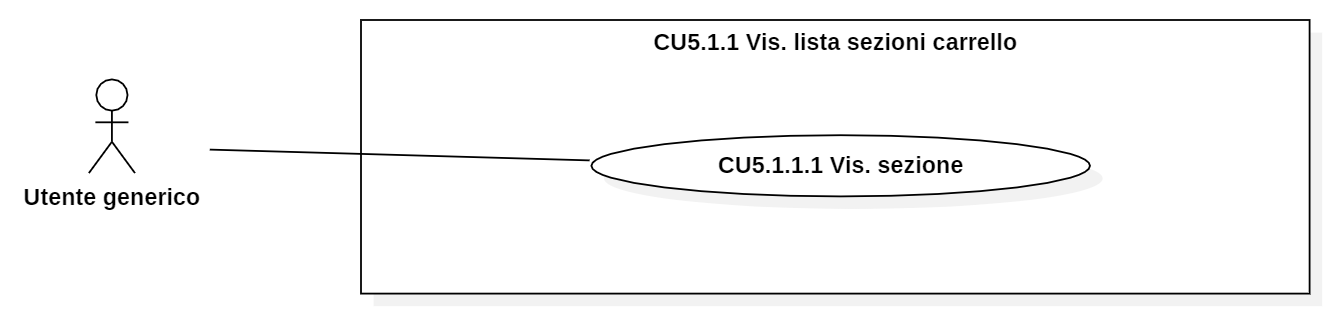 CU5.1.1 Vis. lista sezioni carrello
CU5.1.1.1 Vis. sezione
Utente generico